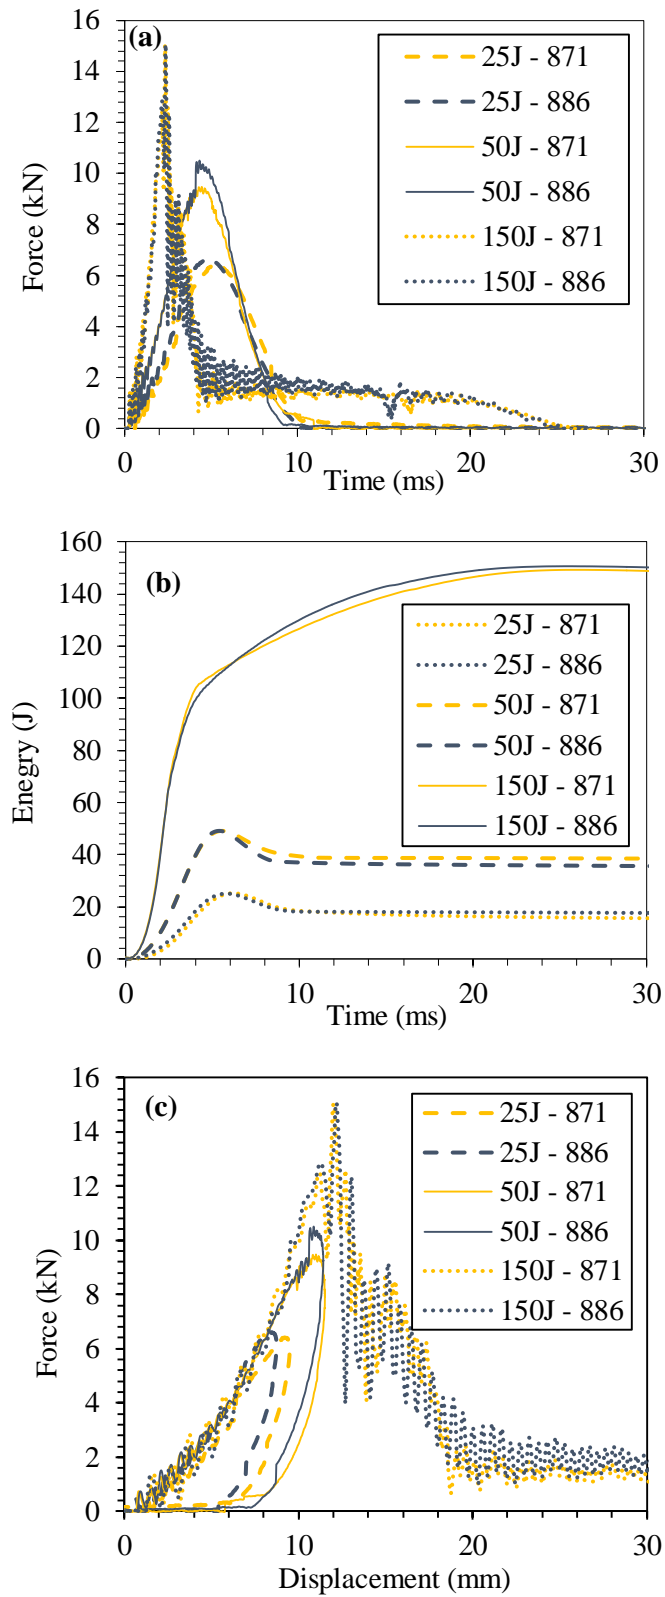 (a)
16
14
12
10
8
6
4
2
0
Force (kN)
25J - 871
25J - 886
50J - 871
50J - 886
150J - 871
150J - 886
0 10 20 30
Time (ms)
(b)
160
140
120
100
80
60
40
20
0
Enegry (J)
25J - 871
25J - 886
50J - 871
50J - 886
150J - 871
150J - 886
0 10 20 30
Time (ms)
(c)
16
14
12
10
8
6
4
2
0
Force (kN)
25J - 871
25J - 886
50J - 871
50J - 886
150J - 871
150J - 886
0 10 20 30
Displacement (mm)